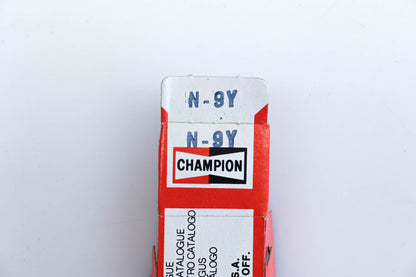 N-9Y
N-9Y
CHAMPION
CATALOGUE
CATALOGO
S.A.
OFF.